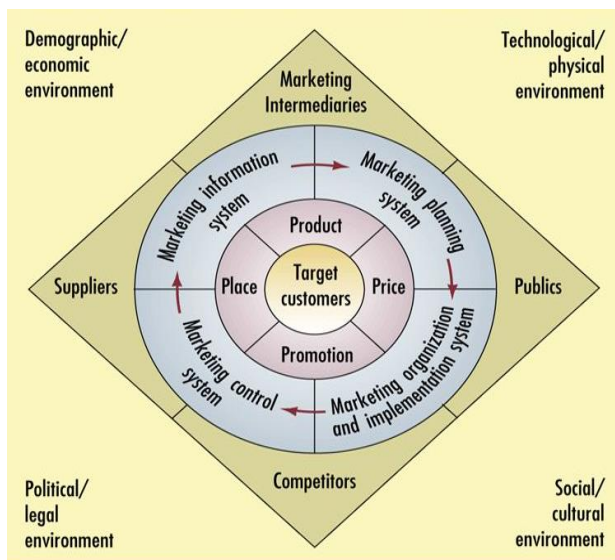 Demographic/
economic
environment
Technological/
physical
environment
Marketing
Intermediaries
Marketing information
system
Marketing planning
system
Product
Suppliers
Place
Target
customers
Price
Publics
Promotion
Marketing control
system
Marketing organization
and implementation system
Competitors
Political/
legal
environment
Social/
cultural
environment